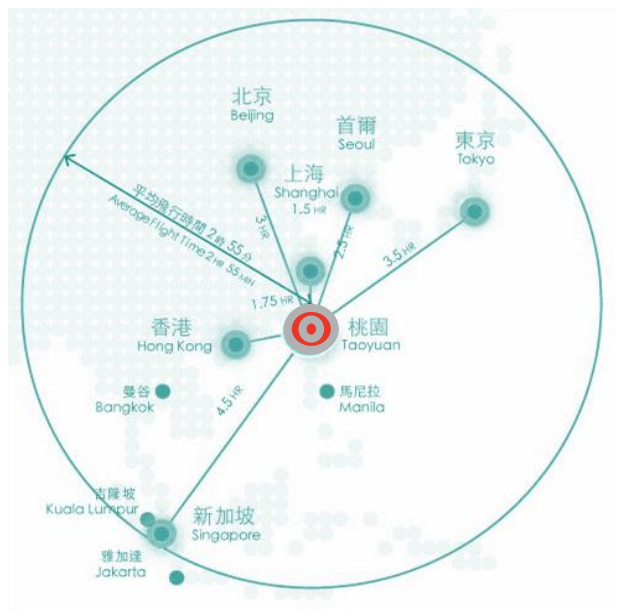 北京
Beijing
首爾
Seoul
東京
Tokyo
上海
Shanghai
1.5 HR
平均飛行時間 2 時 55 分
Average Flight Time 2 HR 55 MIN
3 HR
2.5 HR
3.5 HR
1.75 HR
香港
Hong Kong
桃園
Taoyuan
曼谷
Bangkok
馬尼拉
Manila
4.5 HR
吉隆坡
Kuala Lumpur
新加坡
Singapore
雅加達
Jakarta